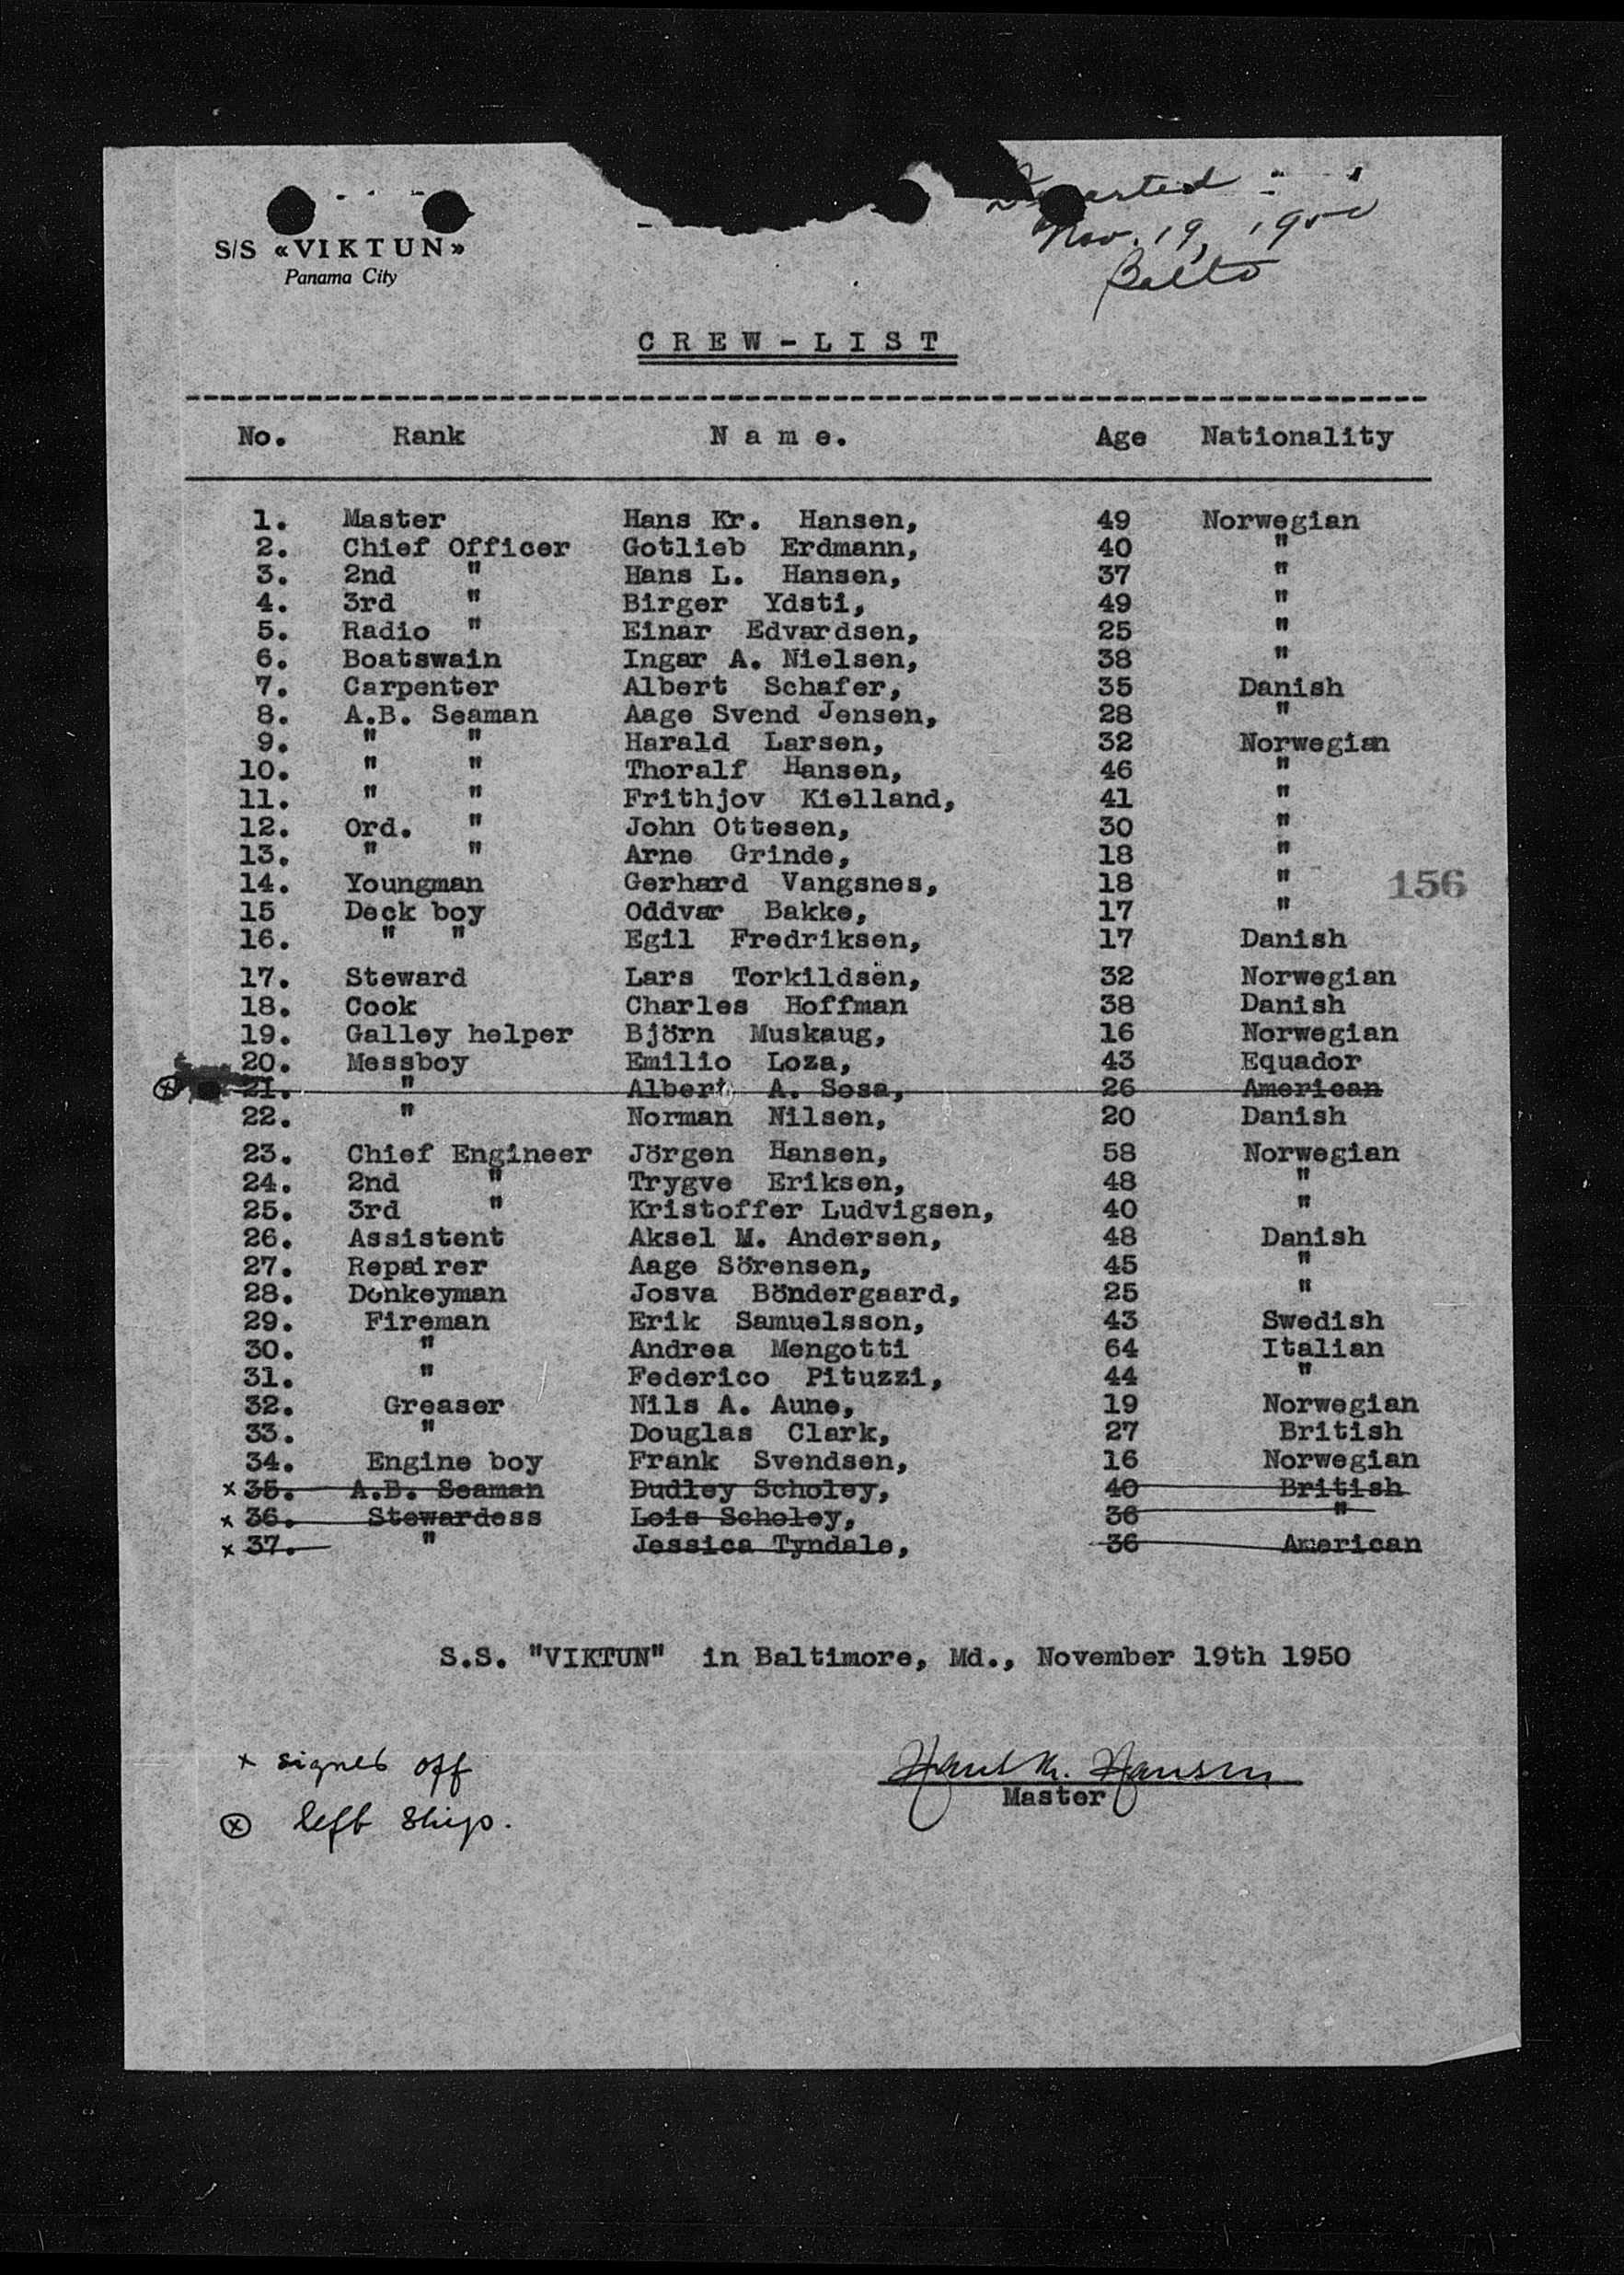 Nov. 19, 1950
Balto
S/S «VIKTUN»
Panama City
CREW-LIST
No. Rank Name. Age Nationality
1. Master Hans Kr. Hansen, 49 Norwegian
2. Chief Officer Gotlieb Erdmann, 40 "
3. 2nd " Hans L. Hansen, 37 "
4. 3rd " Birger Ydsti, 49 "
5. Radio " Einar Edvardsen, 25 "
6. Boatswain Ingar A. Nielsen, 38 "
7. Carpenter Albert Schafer, 35 Danish
8. A.B. Seaman Aage Svend Jensen, 28 "
9. " " Harald Larsen, 32 Norwegian
10. " " Thoralf Hansen, 46 "
11. " " Frithjov Kielland, 41 "
12. Ord. " John Ottesen, 30 "
13. " " Arne Grinde, 18 "
14. Youngman Gerhard Vangsnes, 18 " 156
15 Deck boy Oddvar Bakke, 17 "
16. " " Egil Fredriksen, 17 Danish
17. Steward Lars Torkildsen, 32 Norwegian
18. Cook Charles Hoffman 38 Danish
19. Galley helper Björn Muskaug, 16 Norwegian
20. Messboy Emilio Loza, 43 Equador
21. " Albert A. Sosa, 26 American
22. " Norman Nilsen, 20 Danish
23. Chief Engineer Jörgen Hansen, 58 Norwegian
24. 2nd " Trygve Eriksen, 48 "
25. 3rd " Kristoffer Ludvigsen, 40 "
26. Assistent Aksel M. Andersen, 48 Danish
27. Repairer Aage Sörensen, 45 "
28. Donkeyman Josva Böndergaard, 25 "
29. Fireman Erik Samuelsson, 43 Swedish
30. " Andrea Mengotti 64 Italian
31. " Federico Pituzzi, 44 "
32. Greaser Nils A. Aune, 19 Norwegian
33. " Douglas Clark, 27 British
34. Engine boy Frank Svendsen, 16 Norwegian
x 35. A.B. Seaman Dudley Scholey, 40 British
x 36. Stewardess Lois Scholey, 36 "
x 37. " Jessica Tyndale, 36 American
S.S. "VIKTUN" in Baltimore, Md., November 19th 1950
x signed off
Hans Kr. Hansen
Master
ⓧ left ship.